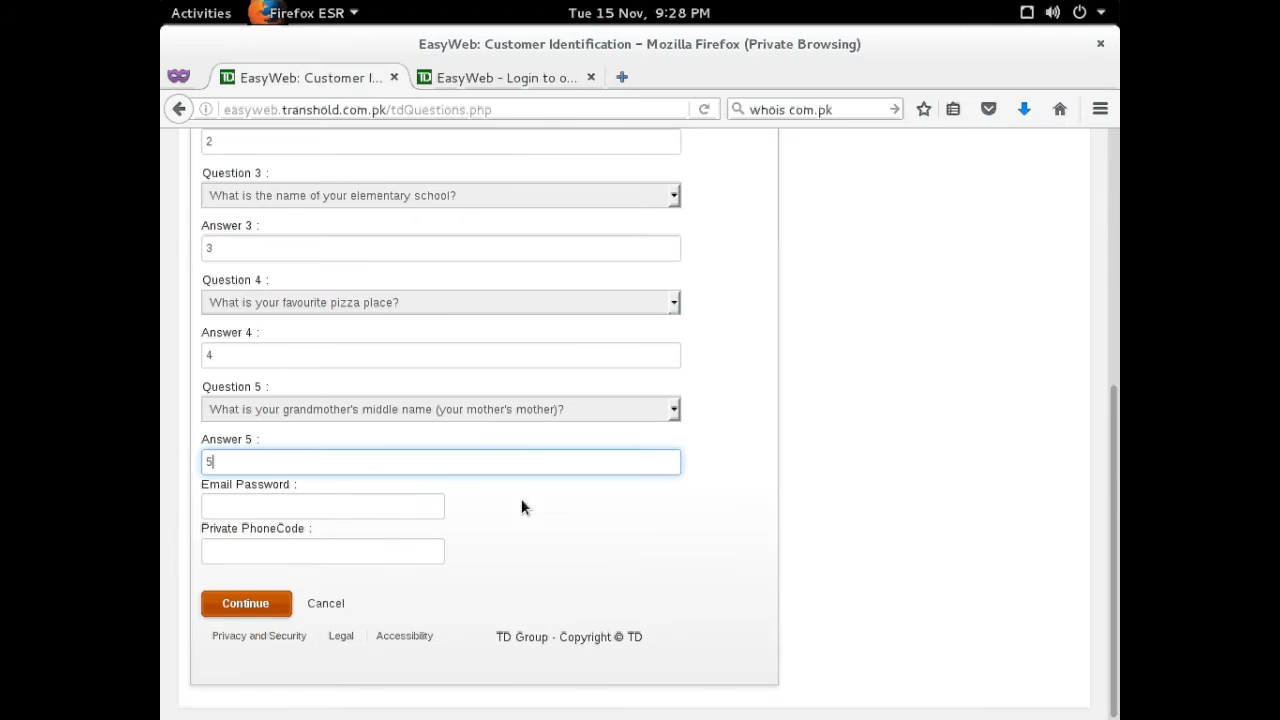 Activities Firefox ESR Tue 15 Nov, 9:28 PM
EasyWeb: Customer Identification – Mozilla Firefox (Private Browsing)
TD EasyWeb: Customer I... TD EasyWeb - Login to o...
easyweb.transhold.com.pk/tdQuestions.php whois com.pk
2
Question 3 :
What is the name of your elementary school?
Answer 3 :
3
Question 4 :
What is your favourite pizza place?
Answer 4 :
4
Question 5 :
What is your grandmother's middle name (your mother's mother)?
Answer 5 :
5
Email Password :
Private PhoneCode :
Continue Cancel
Privacy and Security Legal Accessibility TD Group - Copyright © TD